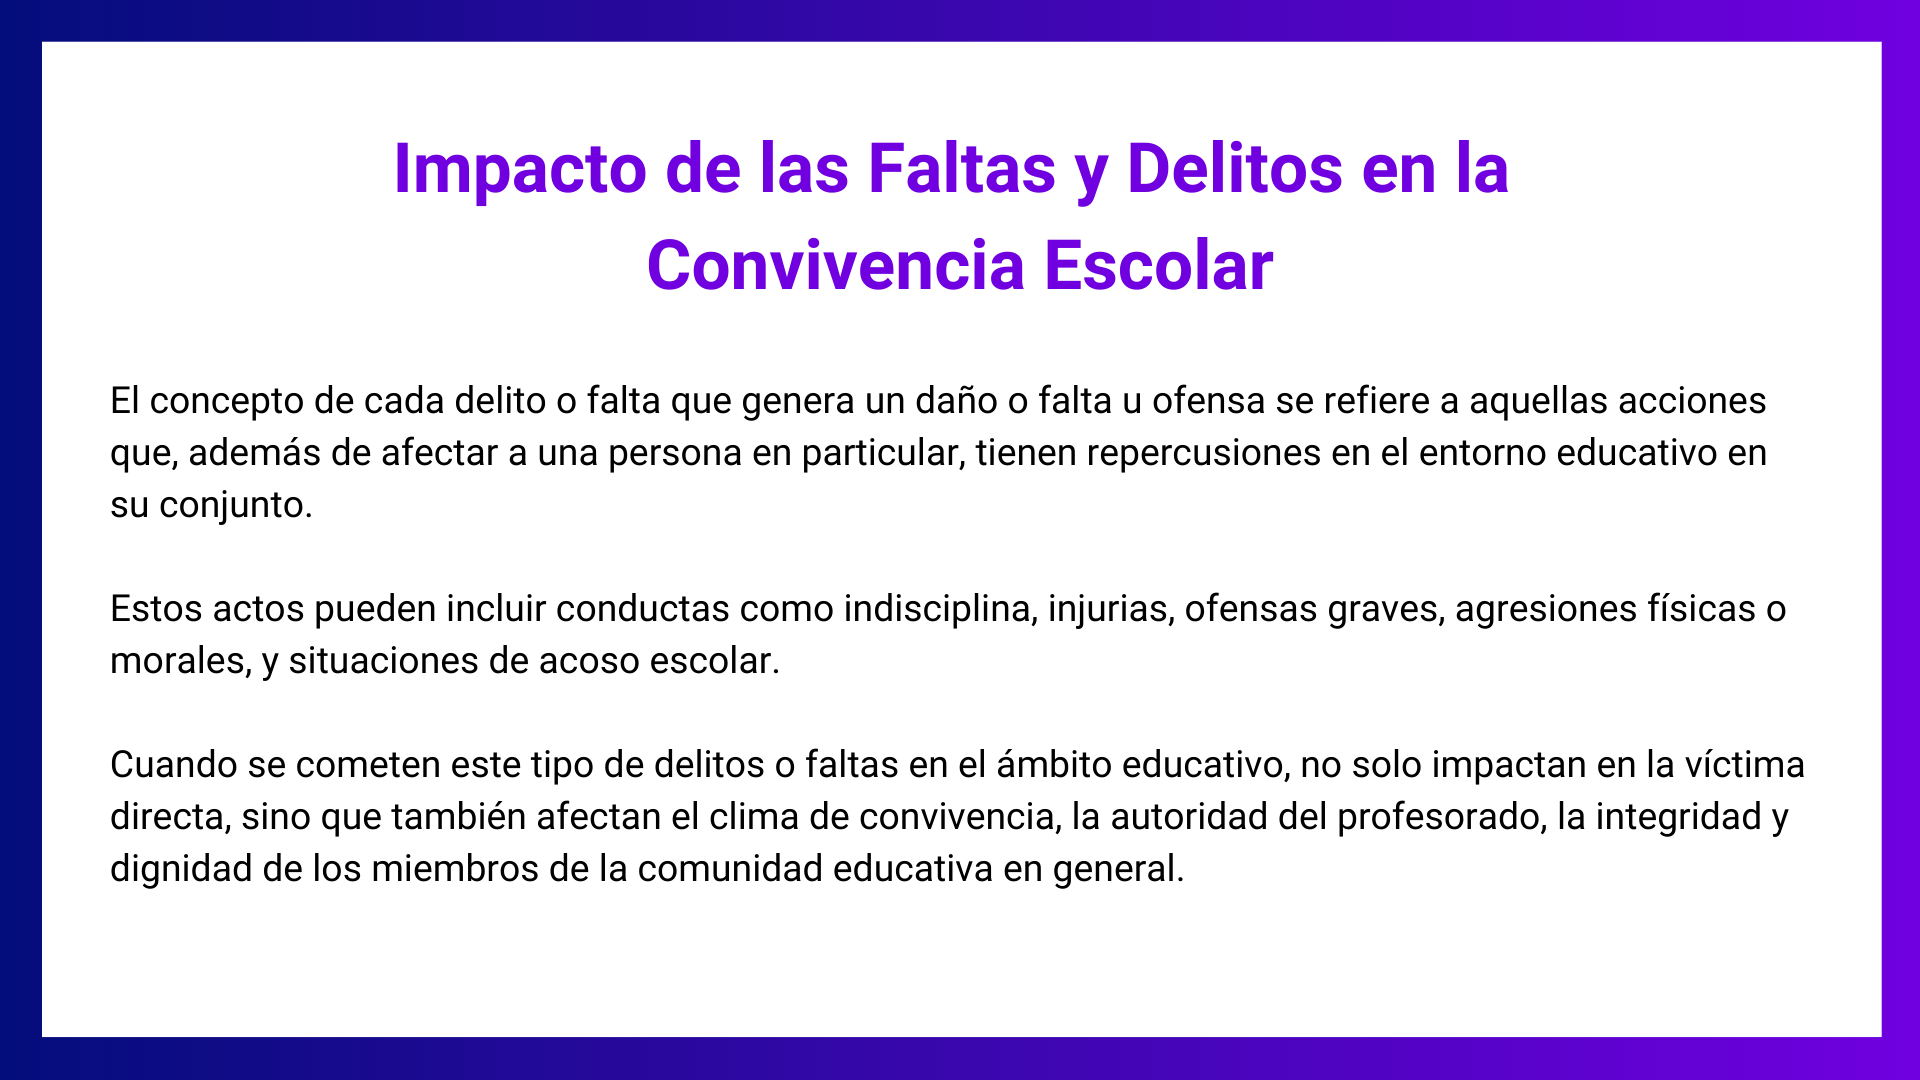 Impacto de las Faltas y Delitos en la
Convivencia Escolar
El concepto de cada delito o falta que genera un daño o falta u ofensa se refiere a aquellas acciones
que, además de afectar a una persona en particular, tienen repercusiones en el entorno educativo en
su conjunto.
Estos actos pueden incluir conductas como indisciplina, injurias, ofensas graves, agresiones físicas o
morales, y situaciones de acoso escolar.
Cuando se cometen este tipo de delitos o faltas en el ámbito educativo, no solo impactan en la víctima
directa, sino que también afectan el clima de convivencia, la autoridad del profesorado, la integridad y
dignidad de los miembros de la comunidad educativa en general.